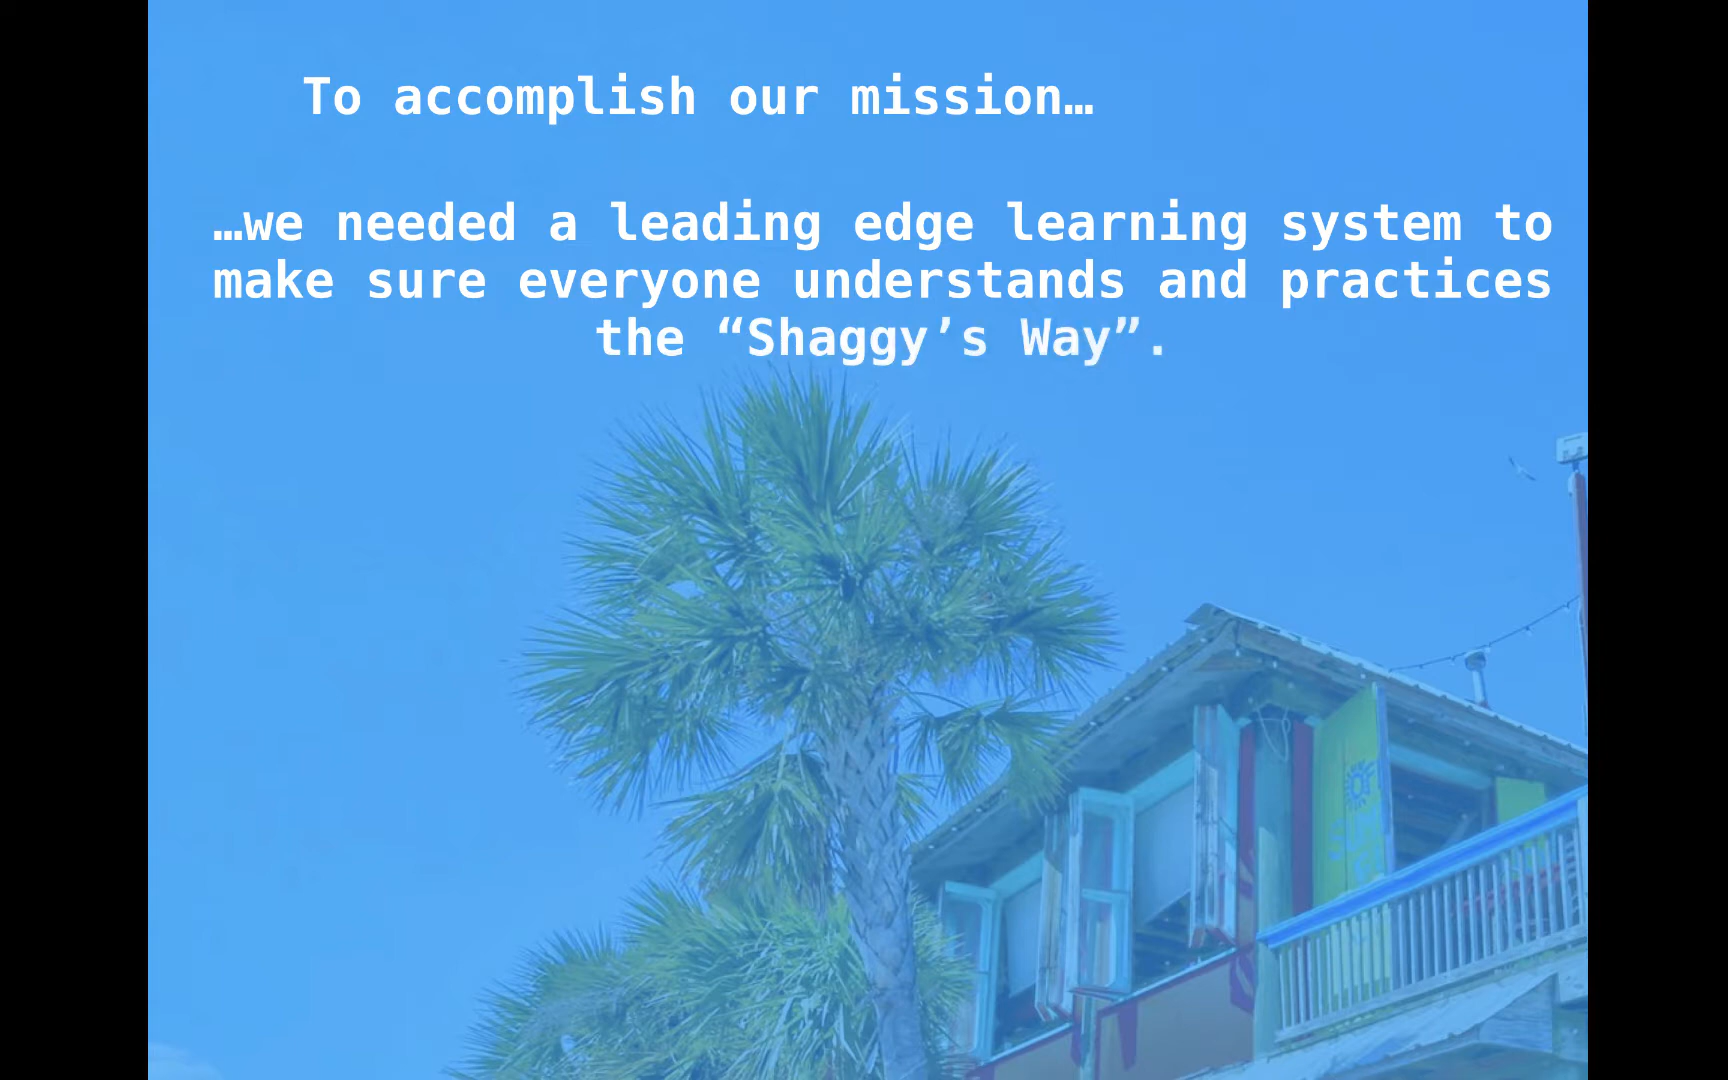 To accomplish our mission…
…we needed a leading edge learning system to
make sure everyone understands and practices
the “Shaggy’s Way”.